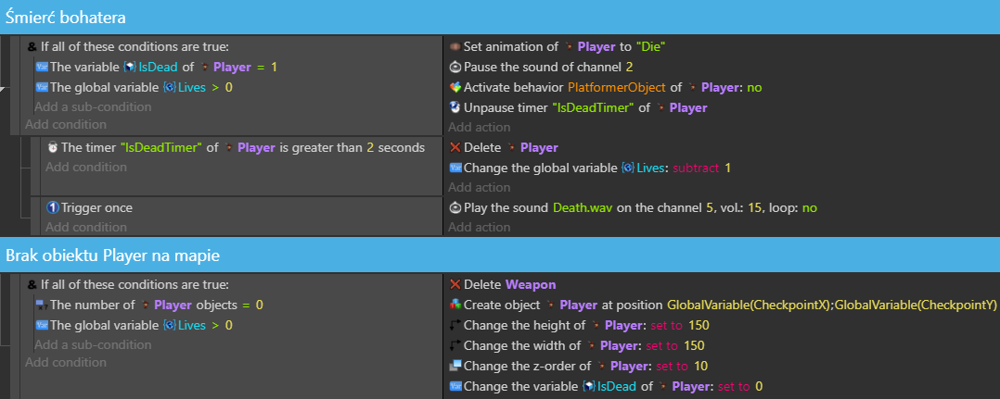 Śmierć bohatera
& If all of these conditions are true:
Var The variable IsDead of Player = 1
Var The global variable Lives > 0
Add a sub-condition
Add condition
Set animation of Player to "Die"
Pause the sound of channel 2
Activate behavior PlatformerObject of Player: no
Unpause timer "IsDeadTimer" of Player
Add action
The timer "IsDeadTimer" of Player is greater than 2 seconds
Add condition
Delete Player
Var Change the global variable Lives: subtract 1
Add action
1 Trigger once
Add condition
Play the sound Death.wav on the channel 5, vol.: 15, loop: no
Add action
Brak obiektu Player na mapie
& If all of these conditions are true:
The number of Player objects = 0
Var The global variable Lives > 0
Add a sub-condition
Add condition
Delete Weapon
Create object Player at position GlobalVariable(CheckpointX);GlobalVariable(CheckpointY)
Change the height of Player: set to 150
Change the width of Player: set to 150
Change the z-order of Player: set to 10
Var Change the variable IsDead of Player: set to 0